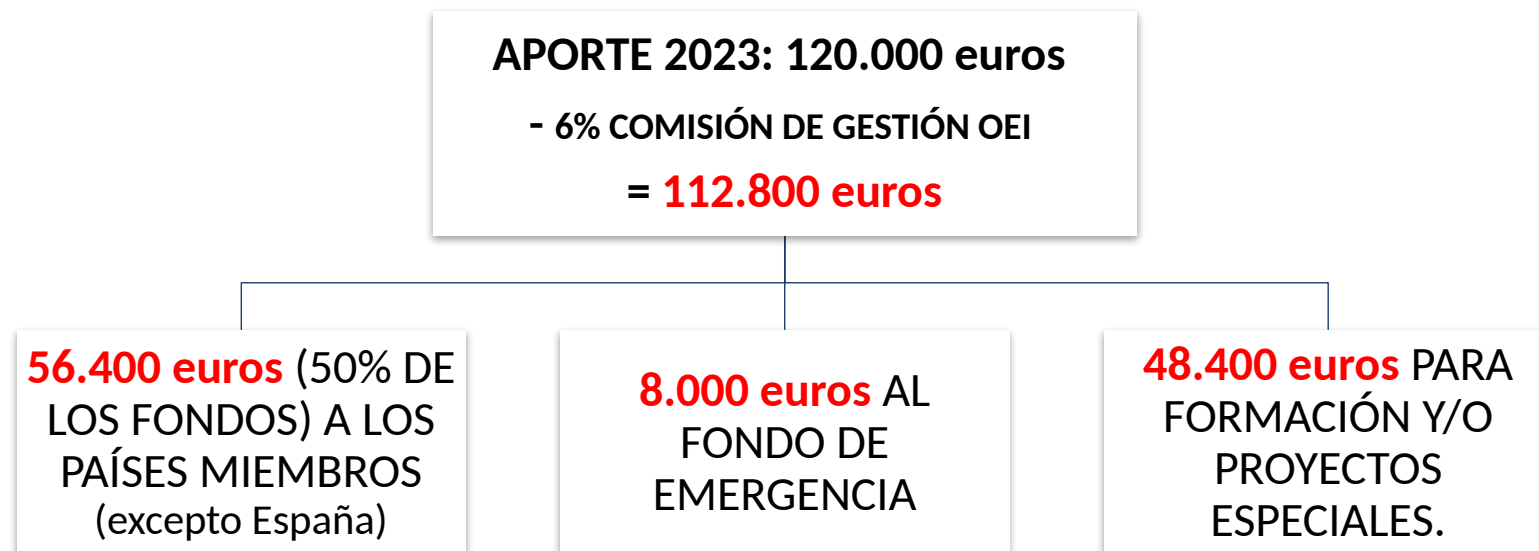 APORTE 2023: 120.000 euros
- 6% COMISIÓN DE GESTIÓN OEI
= 112.800 euros
56.400 euros (50% DE
LOS FONDOS) A LOS
PAÍSES MIEMBROS
(excepto España)
8.000 euros AL
FONDO DE
EMERGENCIA
48.400 euros PARA
FORMACIÓN Y/O
PROYECTOS
ESPECIALES.